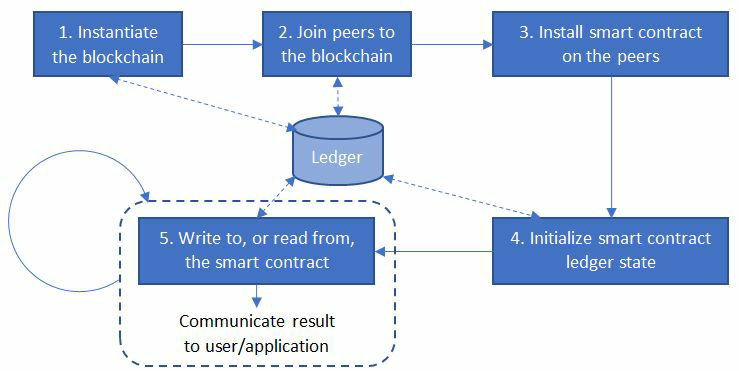 1. Instantiate
the blockchain
2. Join peers to
the blockchain
3. Install smart contract
on the peers
Ledger
4. Initialize smart contract
ledger state
5. Write to, or read from,
the smart contract
Communicate result
to user/application